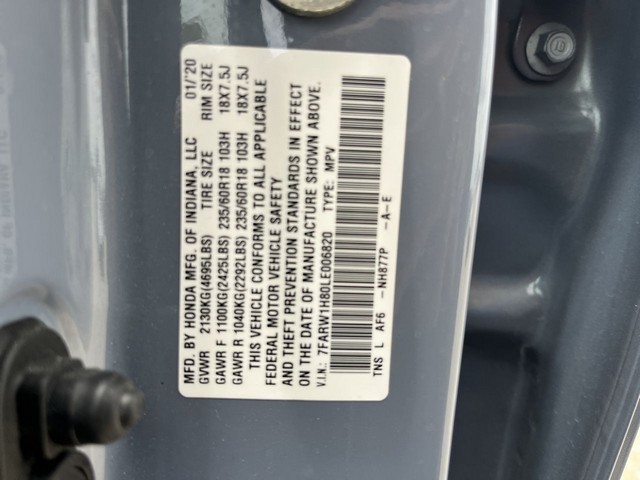 MFD. BY HONDA MFG. OF INDIANA, LLC 01/'20
GVWR 2130KG(4695LBS) TIRE SIZE RIM SIZE
GAWR F 1100KG(2425LBS) 235/60R18 103H 18X7.5J
GAWR R 1040KG(2292LBS) 235/60R18 103H 18X7.5J
THIS VEHICLE CONFORMS TO ALL APPLICABLE
FEDERAL MOTOR VEHICLE SAFETY
AND THEFT PREVENTION STANDARDS IN EFFECT
ON THE DATE OF MANUFACTURE SHOWN ABOVE.
V.I.N.: 7FARW1H80LE006820 TYPE: MPV
TNS L AF6 -NH877P -A-E